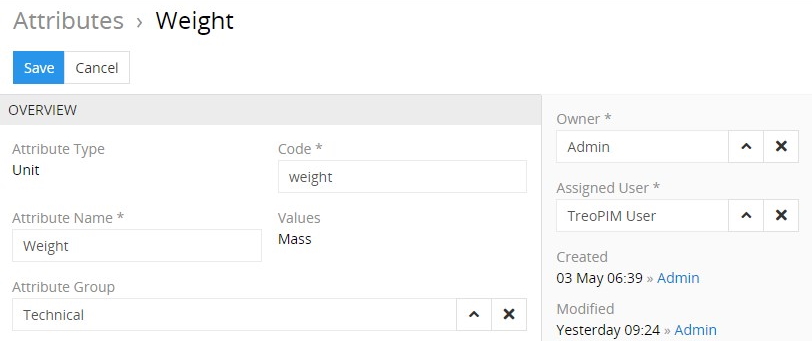 Attributes › Weight
Save Cancel
OVERVIEW
Attribute Type
Unit
Code *
weight
Attribute Name *
Weight
Values
Mass
Attribute Group
Technical
Owner *
Admin
Assigned User *
TreoPIM User
Created
03 May 06:39 » Admin
Modified
Yesterday 09:24 » Admin